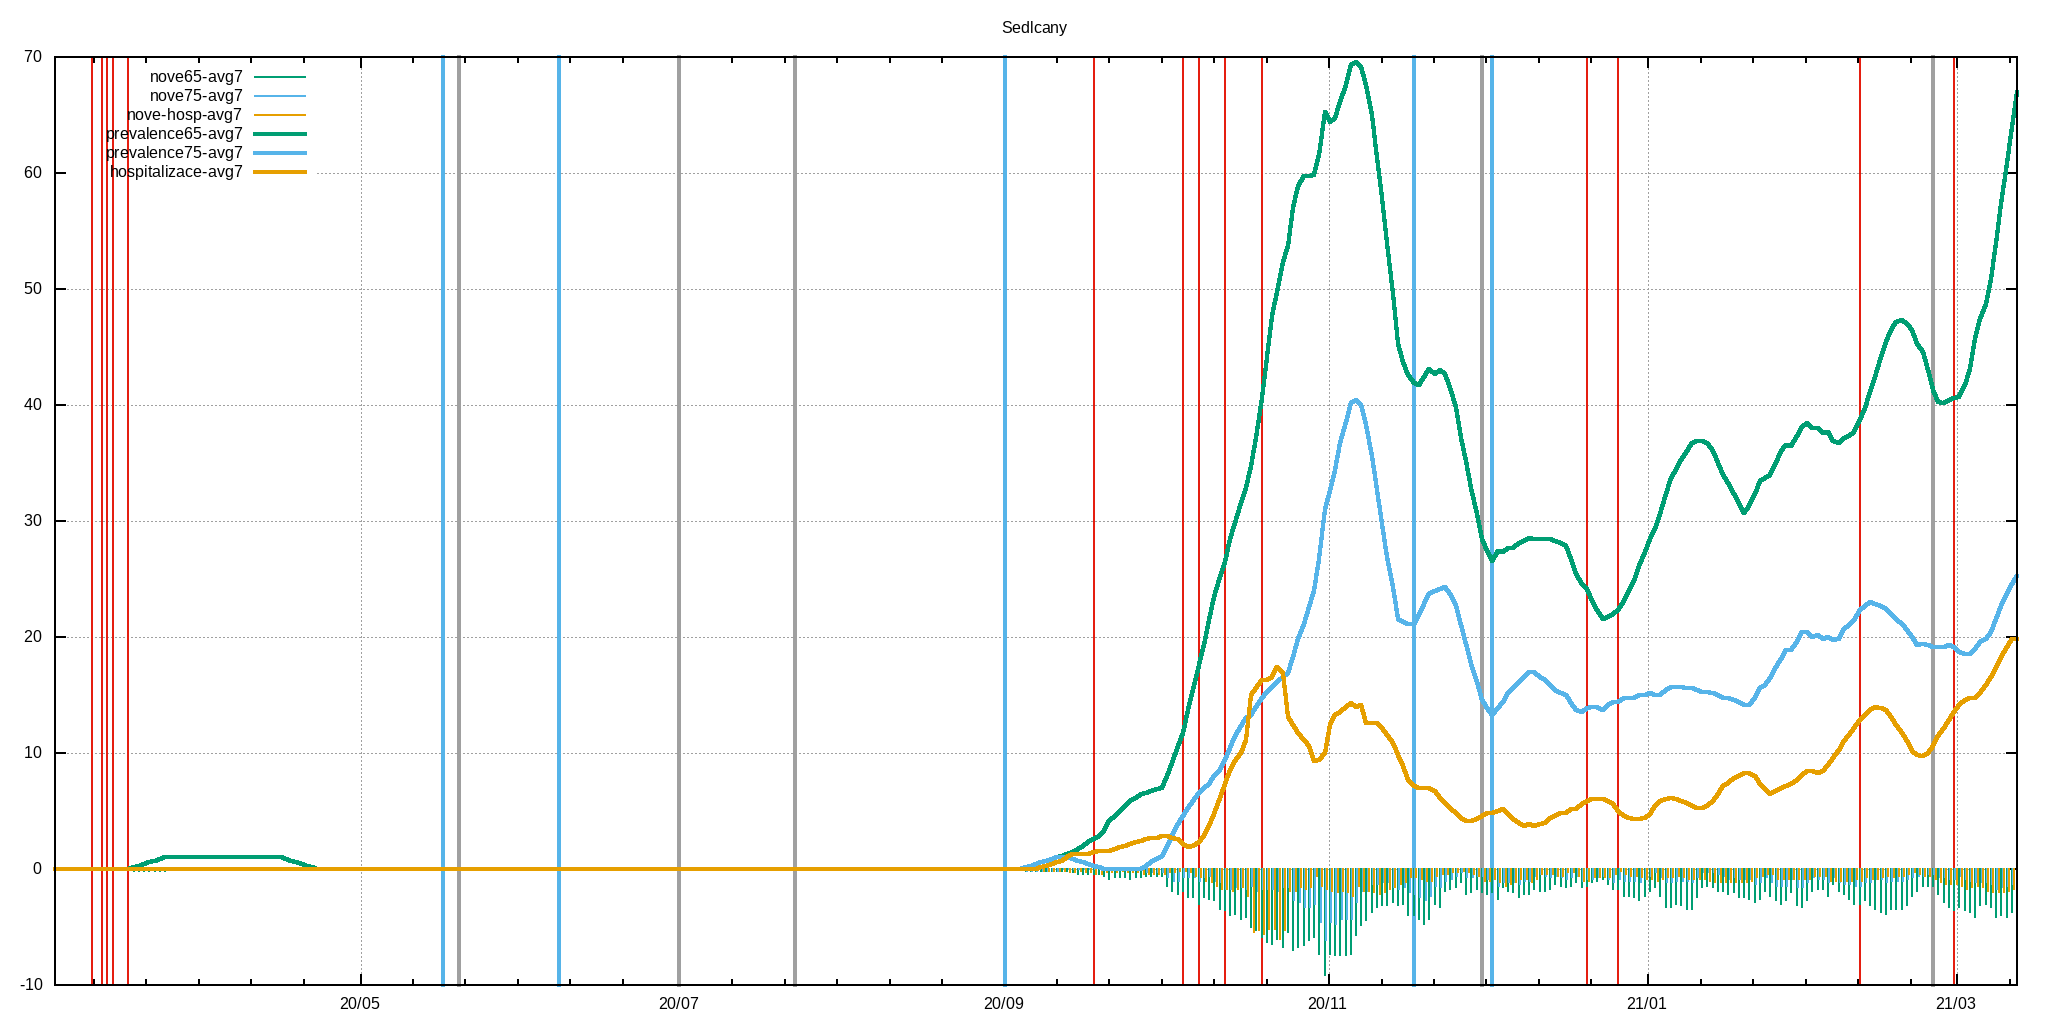 Sedlcany
70
60
50
40
30
20
10
0
-10
nove65-avg7
nove75-avg7
nove-hosp-avg7
prevalence65-avg7
prevalence75-avg7
hospitalizace-avg7
20/05
20/07
20/09
20/11
21/01
21/03